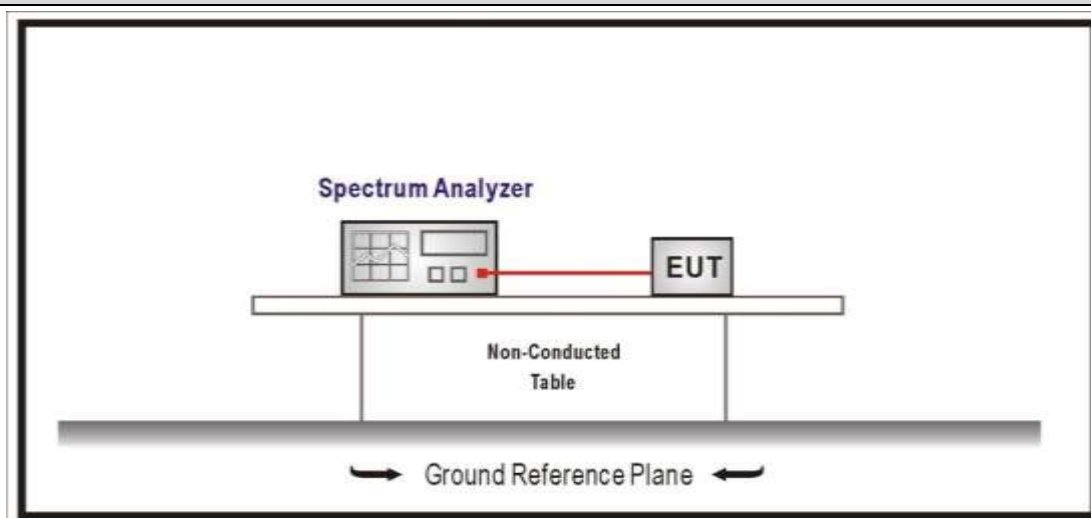 Spectrum Analyzer
EUT
Non-Conducted
Table
Ground Reference Plane